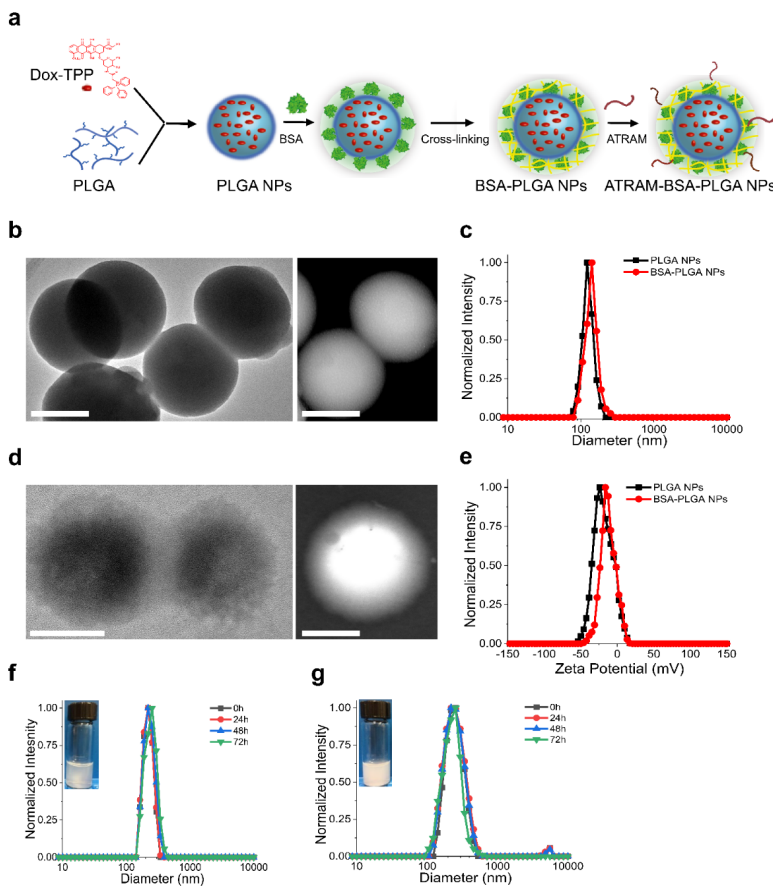 a
Dox-TPP
PLGA
PLGA NPs
BSA
Cross-linking
BSA-PLGA NPs
ATRAM
ATRAM-BSA-PLGA NPs
b
c
PLGA NPs
BSA-PLGA NPs
Normalized Intensity
1.00
0.75
0.50
0.25
0.00
10 100 1000 10000
Diameter (nm)
d
e
PLGA NPs
BSA-PLGA NPs
Normalized Intensity
1.00
0.75
0.50
0.25
0.00
-150 -100 -50 0 50 100 150
Zeta Potential (mV)
f
0h
24h
48h
72h
Normalized Intesnity
1.00
0.75
0.50
0.25
0.00
10 100 1000 10000
Diameter (nm)
g
0h
24h
48h
72h
Normalized Intensity
1.00
0.75
0.50
0.25
0.00
10 100 1000 10000
Diameter (nm)